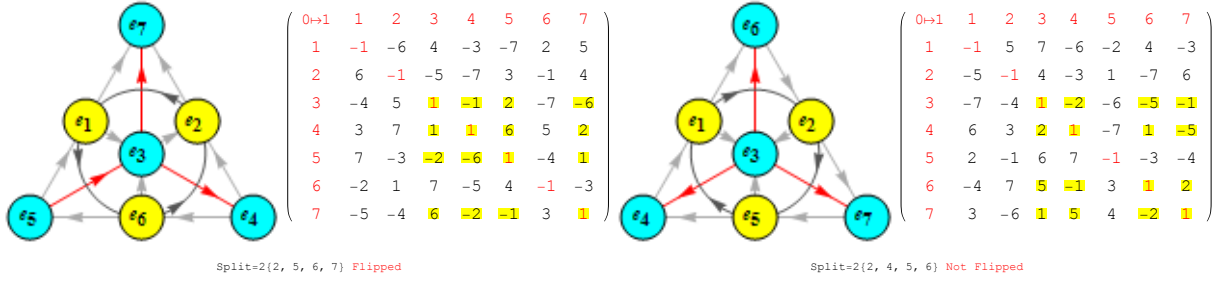 e7
e1
e2
e3
e5
e6
e4
0↦1 1 2 3 4 5 6 7
1 -1 -6 4 -3 -7 2 5
2 6 -1 -5 -7 3 -1 4
3 -4 5 1 -1 2 -7 -6
4 3 7 1 1 6 5 2
5 7 -3 -2 -6 1 -4 1
6 -2 1 7 -5 4 -1 -3
7 -5 -4 6 -2 -1 3 1
Split=2{2, 5, 6, 7} Flipped
e6
e1
e2
e3
e4
e5
e7
0↦1 1 2 3 4 5 6 7
1 -1 5 7 -6 -2 4 -3
2 -5 -1 4 -3 1 -7 6
3 -7 -4 1 -2 -6 -5 -1
4 6 3 2 1 -7 1 -5
5 2 -1 6 7 -1 -3 -4
6 -4 7 5 -1 3 1 2
7 3 -6 1 5 4 -2 1
Split=2{2, 4, 5, 6} Not Flipped